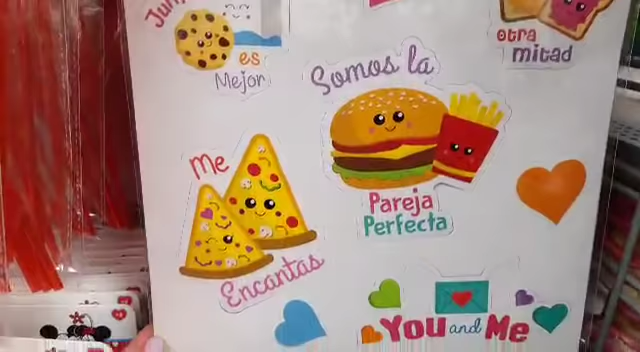 es
Mejor
otra
mitad
Somos la
Pareja
Perfecta
Me
Encantas
You and Me